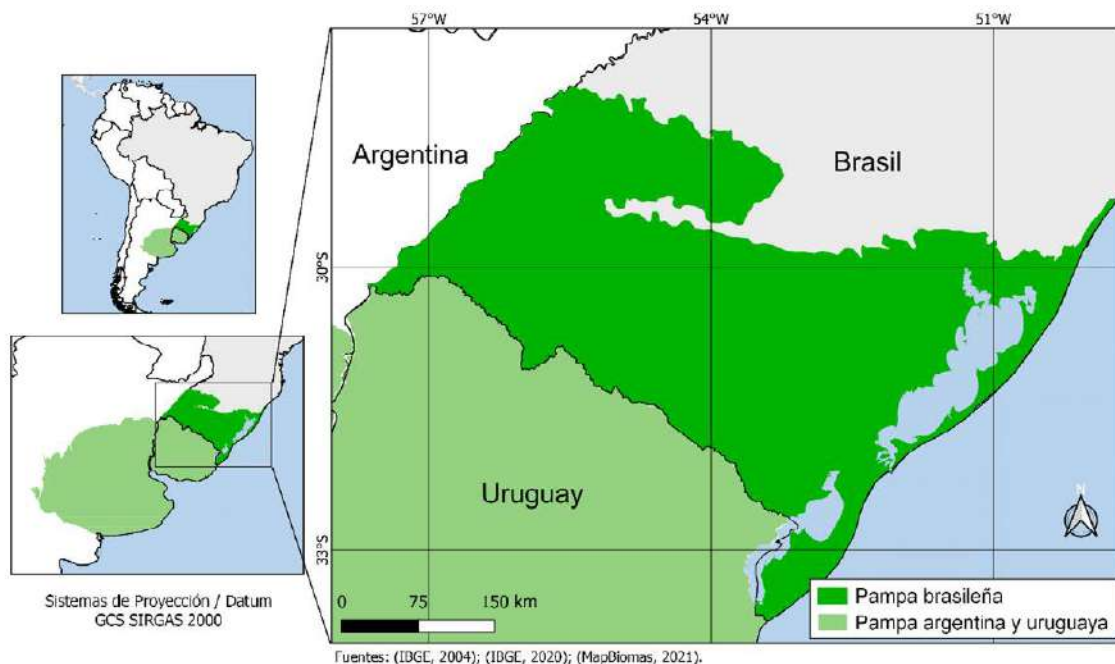 57°W
54°W
51°W
Argentina
Brasil
30°S
Uruguay
N
33°S
0 75 150 km
Pampa brasileña
Pampa argentina y uruguaya
Sistemas de Proyección / Datum
GCS SIRGAS 2000
Fuentes: (IBGE, 2004); (IBGE, 2020); (MapBiomas, 2021).